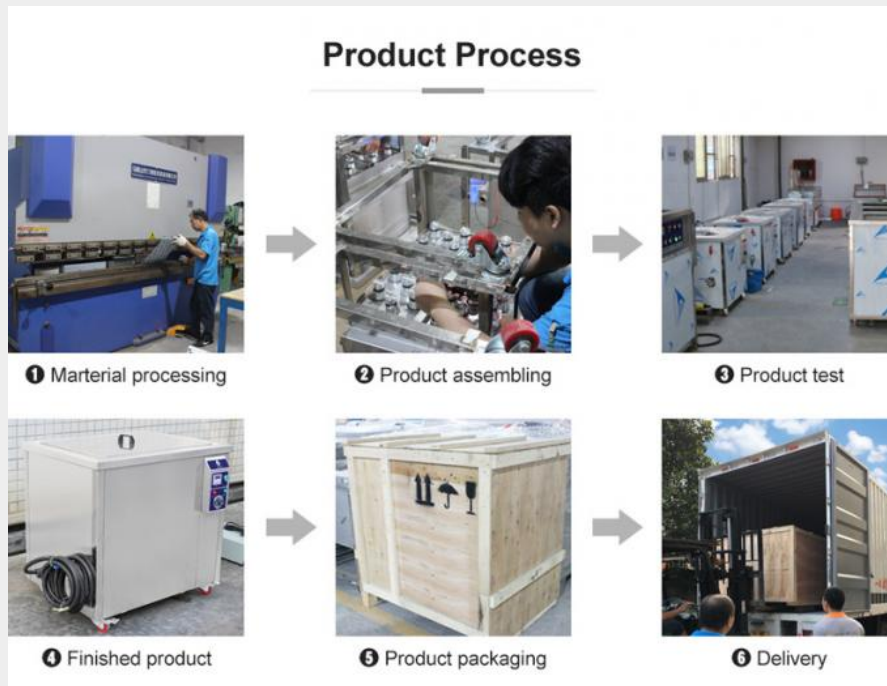 Product Process
❶ Marterial processing
❷ Product assembling
❸ Product test
❹ Finished product
❺ Product packaging
❻ Delivery